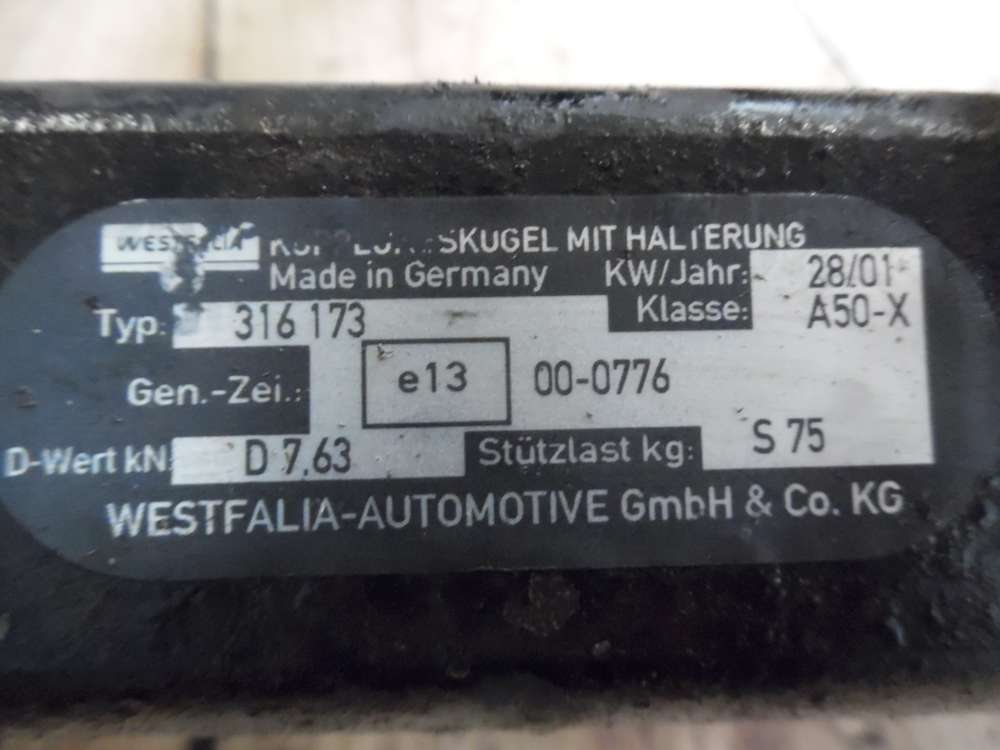 WESTFALIA SKUGEL MIT HALTERUNG
Made in Germany KW/Jahr: 28/01
Typ: 316 173 Klasse: A50-X
Gen.-Zei.: e13 00-0776
D-Wert kN: D 7,63 Stützlast kg: S 75
WESTFALIA-AUTOMOTIVE GmbH & Co. KG